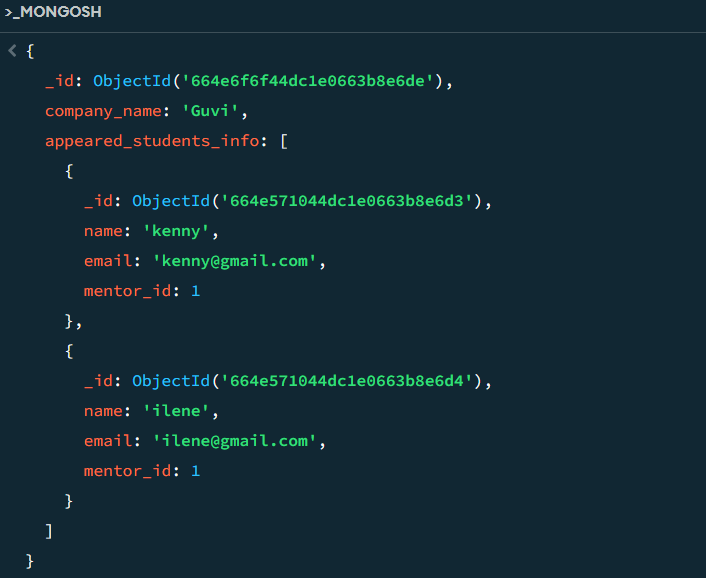 >_MONGOSH
< {
_id: ObjectId('664e6f6f44dc1e0663b8e6de'),
company_name: 'Guvi',
appeared_students_info: [
{
_id: ObjectId('664e571044dc1e0663b8e6d3'),
name: 'kenny',
email: 'kenny@gmail.com',
mentor_id: 1
},
{
_id: ObjectId('664e571044dc1e0663b8e6d4'),
name: 'ilene',
email: 'ilene@gmail.com',
mentor_id: 1
}
]
}